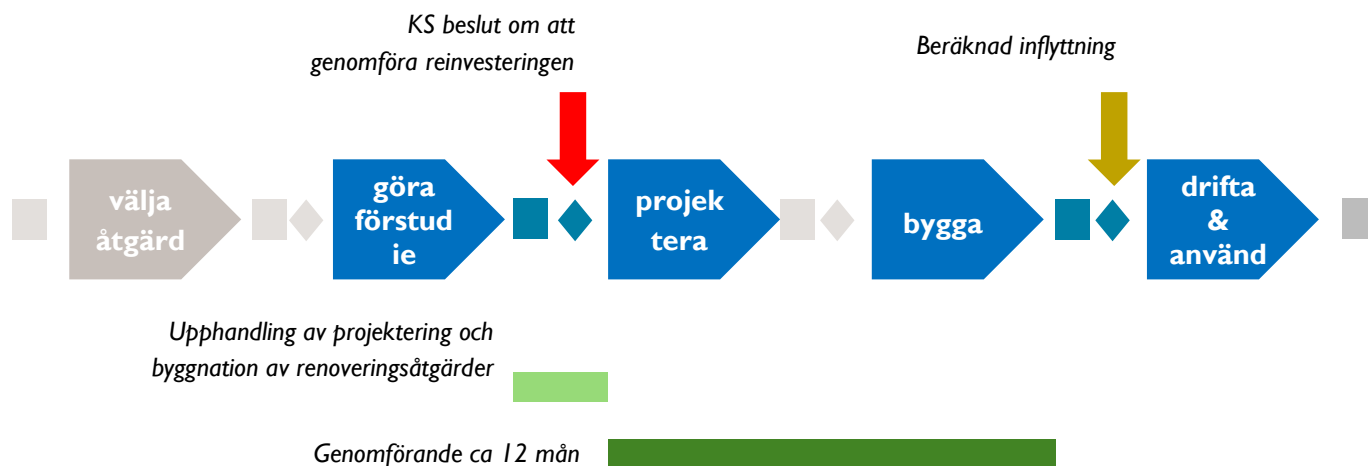 KS beslut om att
genomföra reinvesteringen
Beräknad inflyttning
välja
åtgärd
göra
förstud
ie
projek
tera
bygga
drifta
&
använd
Upphandling av projektering och
byggnation av renoveringsåtgärder
Genomförande ca 12 mån